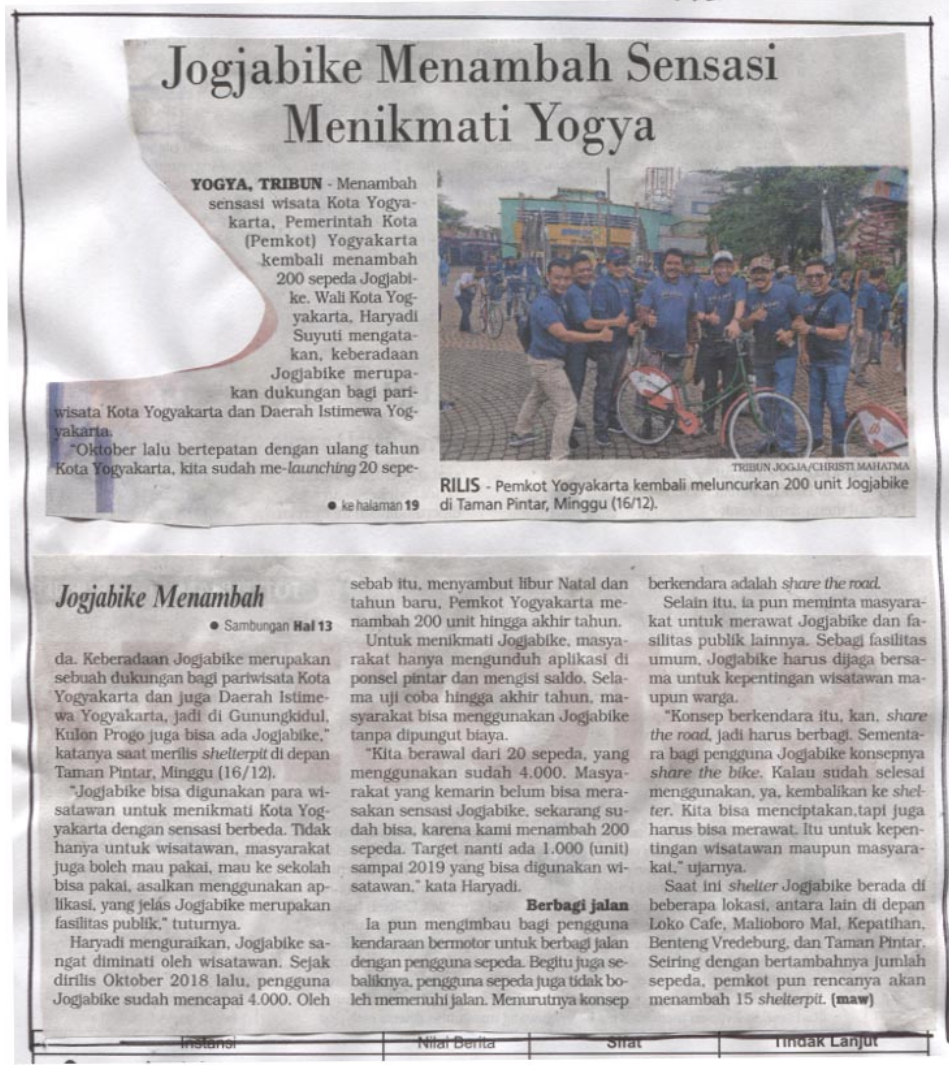 Jogjabike Menambah Sensasi
Menikmati Yogya
YOGYA, TRIBUN - Menambah
sensasi wisata Kota Yogya-
karta, Pemerintah Kota
(Pemkot) Yogyakarta
kembali menambah
200 sepeda Jogjabi-
ke. Wali Kota Yog-
yakarta, Haryadi
Suyuti mengata-
kan, keberadaan
Jogjabike merupa-
kan dukungan bagi pari-
wisata Kota Yogyakarta dan Daerah Istimewa Yog-
yakarta.
"Oktober lalu bertepatan dengan ulang tahun
Kota Yogyakarta, kita sudah me-launching 20 sepe-
● ke halaman 19
TRIBUN JOGJA/CHRISTI MAHATMA
RILIS - Pemkot Yogyakarta kembali meluncurkan 200 unit Jogjabike
di Taman Pintar, Minggu (16/12).
Jogjabike Menambah
● Sambungan Hal 13
da. Keberadaan Jogjabike merupakan
sebuah dukungan bagi pariwisata Kota
Yogyakarta dan juga Daerah Istime-
wa Yogyakarta, jadi di Gunungkidul,
Kulon Progo juga bisa ada Jogjabike,"
katanya saat merilis shelterpit di depan
Taman Pintar, Minggu (16/12).
"Jogjabike bisa digunakan para wi-
satawan untuk menikmati Kota Yog-
yakarta dengan sensasi berbeda. Tidak
hanya untuk wisatawan, masyarakat
juga boleh mau pakai, mau ke sekolah
bisa pakai, asalkan menggunakan ap-
likasi, yang jelas Jogjabike merupakan
fasilitas publik," tuturnya.
Haryadi menguraikan, Jogjabike sa-
ngat diminati oleh wisatawan. Sejak
dirilis Oktober 2018 lalu, pengguna
Jogjabike sudah mencapai 4.000. Oleh
sebab itu, menyambut libur Natal dan
tahun baru, Pemkot Yogyakarta me-
nambah 200 unit hingga akhir tahun.
Untuk menikmati Jogjabike, masya-
rakat hanya mengunduh aplikasi di
ponsel pintar dan mengisi saldo. Sela-
ma uji coba hingga akhir tahun, ma-
syarakat bisa menggunakan Jogjabike
tanpa dipungut biaya.
"Kita berawal dari 20 sepeda, yang
menggunakan sudah 4.000. Masya-
rakat yang kemarin belum bisa mera-
sakan sensasi Jogjabike, sekarang su-
dah bisa, karena kami menambah 200
sepeda. Target nanti ada 1.000 (unit)
sampai 2019 yang bisa digunakan wi-
satawan," kata Haryadi.
Berbagi jalan
Ia pun mengimbau bagi pengguna
kendaraan bermotor untuk berbagi jalan
dengan pengguna sepeda. Begitu juga se-
baliknya, pengguna sepeda juga tidak bo-
leh memenuhi jalan. Menurutnya konsep
berkendara adalah share the road.
Selain itu, ia pun meminta masyara-
kat untuk merawat Jogjabike dan fa-
silitas publik lainnya. Sebagi fasilitas
umum, Jogjabike harus dijaga bersa-
ma untuk kepentingan wisatawan ma-
upun warga.
"Konsep berkendara itu, kan, share
the road, jadi harus berbagi. Sementa-
ra bagi pengguna Jogjabike konsepnya
share the bike. Kalau sudah selesai
menggunakan, ya, kembalikan ke shel-
ter. Kita bisa menciptakan,tapi juga
harus bisa merawat. Itu untuk kepen-
tingan wisatawan maupun masyara-
kat," ujarnya.
Saat ini shelter Jogjabike berada di
beberapa lokasi, antara lain di depan
Loko Cafe, Malioboro Mal, Kepatihan,
Benteng Vredeburg, dan Taman Pintar.
Seiring dengan bertambahnya jumlah
sepeda, pemkot pun rencanya akan
menambah 15 shelterpit. (maw)
Instansi Nilai Berita Sifat Tindak Lanjut